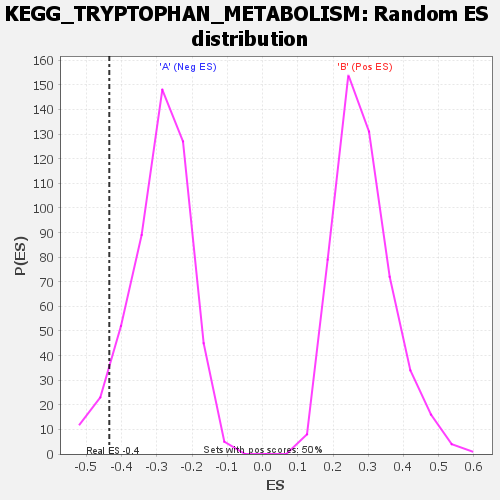 KEGG_TRYPTOPHAN_METABOLISM: Random ES
distribution
'A' (Neg ES)
'B' (Pos ES)
160
150
140
130
120
110
100
90
80
70
60
50
40
30
20
10
0
P(ES)
Real ES -0.4
Sets with pos scores: 50%
-0.5 -0.4 -0.3 -0.2 -0.1 0.0 0.1 0.2 0.3 0.4 0.5 0.6
ES